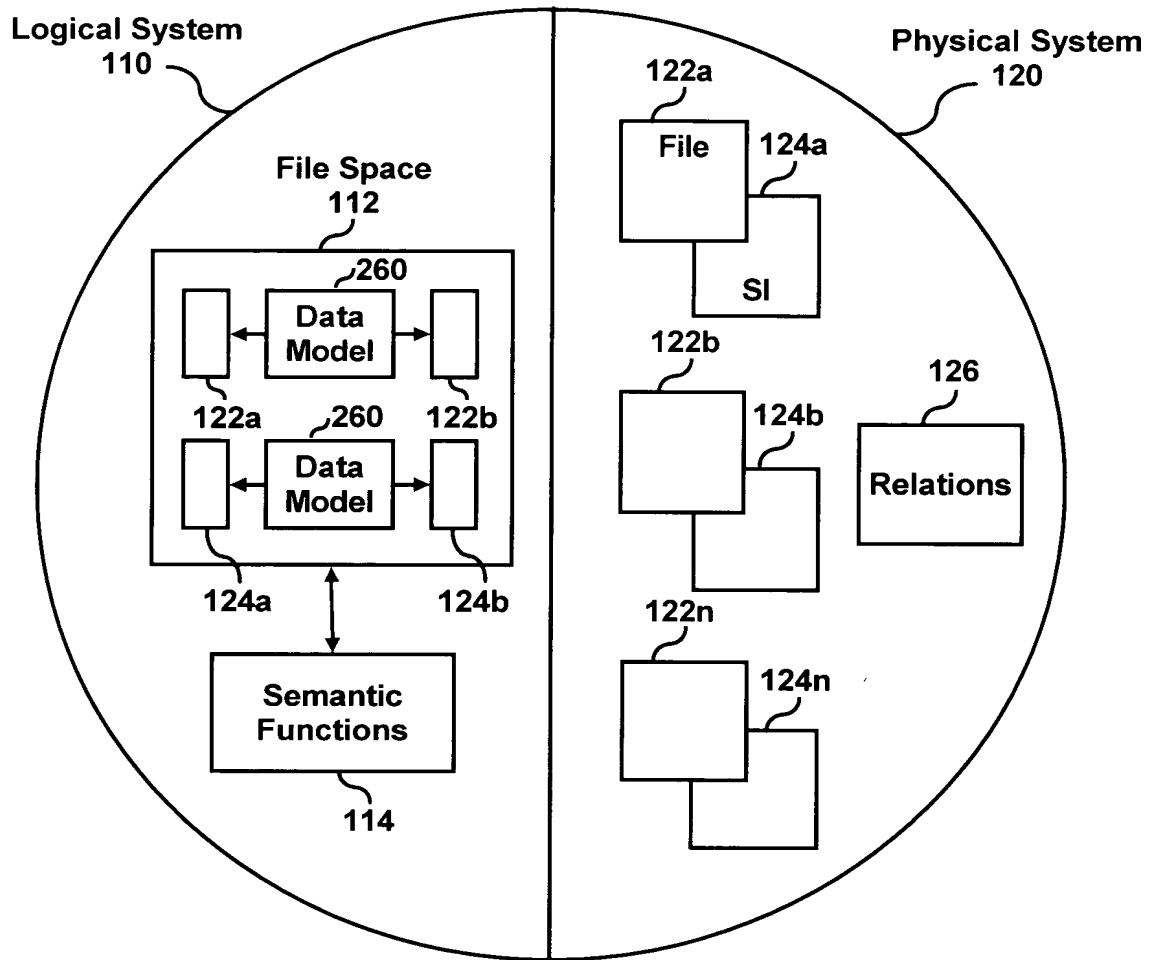 Logical System
110
Physical System
120
File Space
112
260
Data
Model
122a
122b
260
Data
Model
124a
124b
Semantic
Functions
114
122a
File
124a
SI
122b
124b
126
Relations
122n
124n